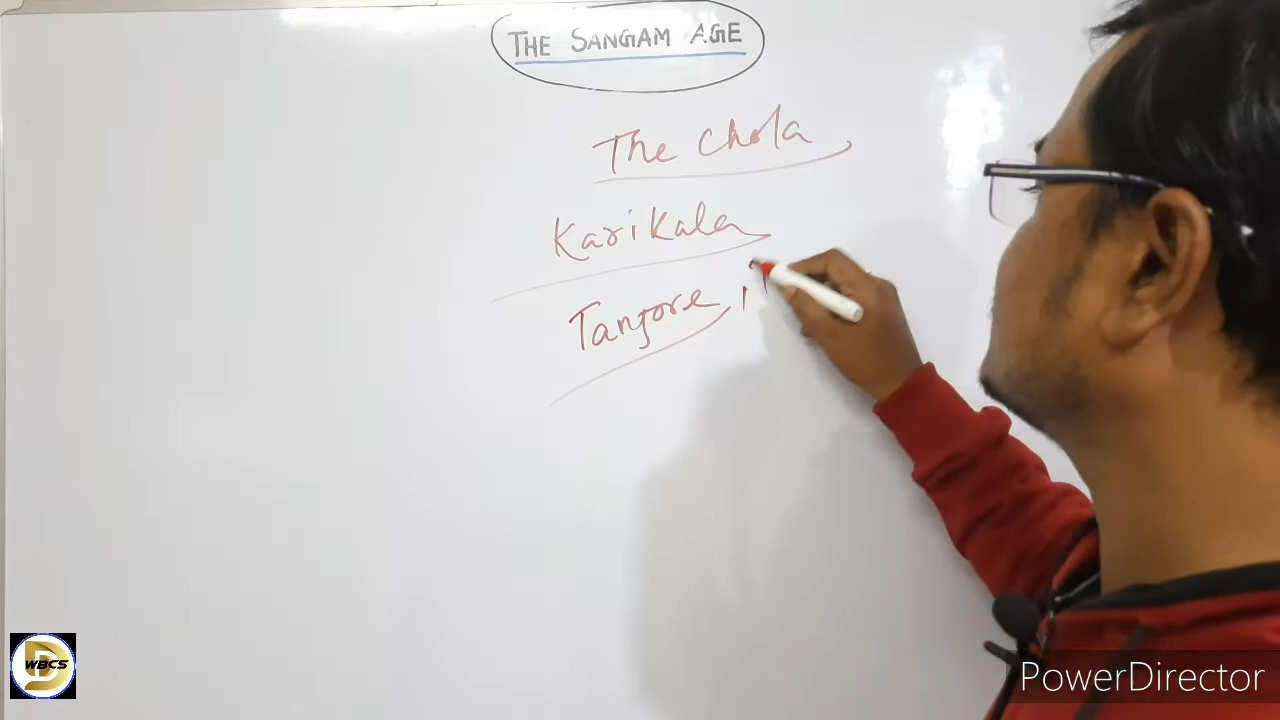 THE SANGAM AGE
The Chola
Karikala
Tanjore,
WBCS
PowerDirector